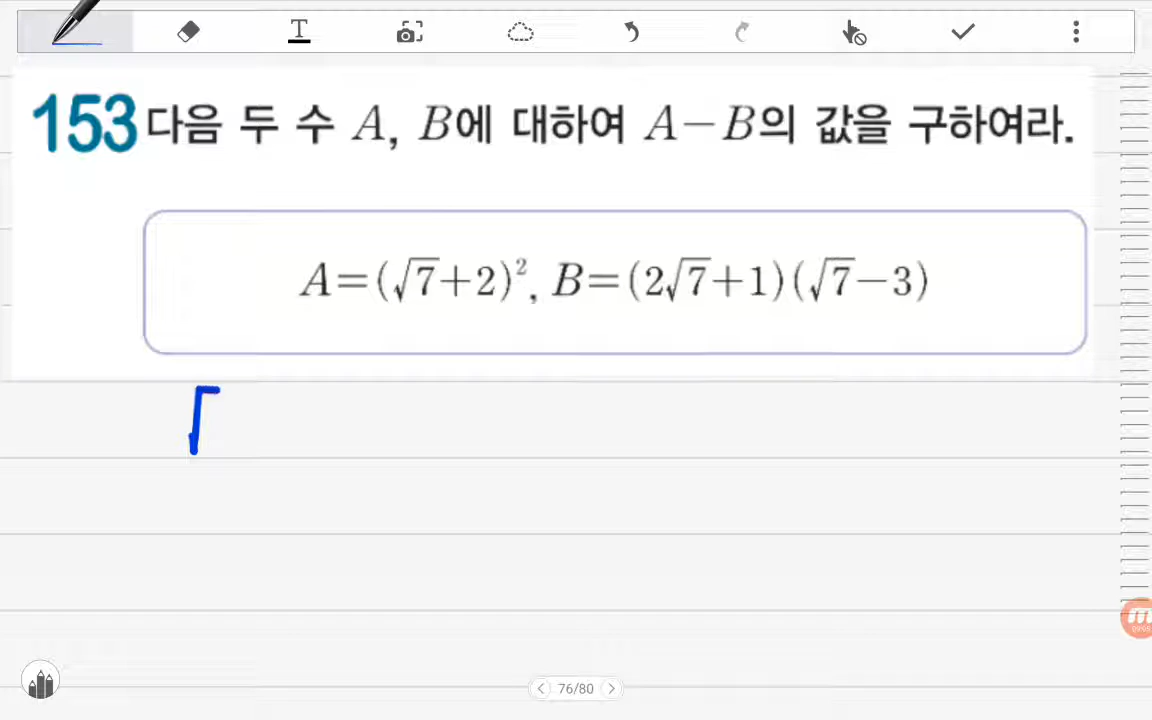 T
153 다음 두 수 A, B에 대하여 A−B의 값을 구하여라.
A=(√7+2)², B=(2√7+1)(√7−3)
76/80